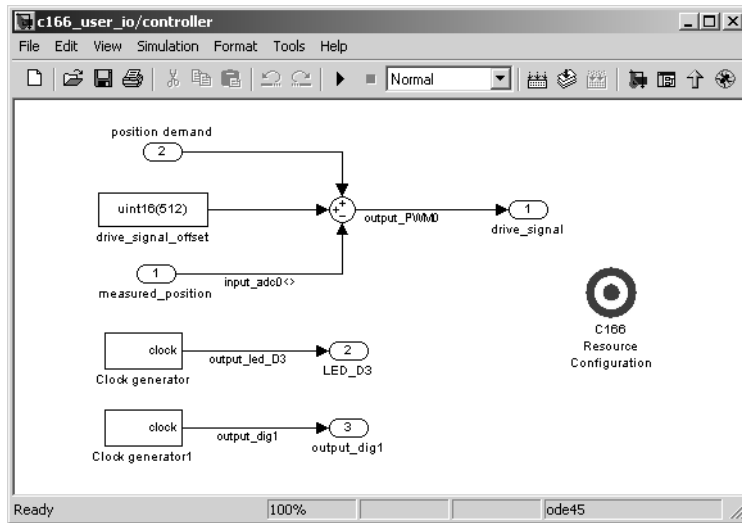 c166_user_io/controller
File Edit View Simulation Format Tools Help
Normal
position demand
2
uint16(512)
drive_signal_offset
++−
output_PWM0
1
drive_signal
1
measured_position
input_adc0<>
C166
Resource
Configuration
clock
Clock generator
output_led_D3
2
LED_D3
clock
Clock generator1
output_dig1
3
output_dig1
Ready 100% ode45